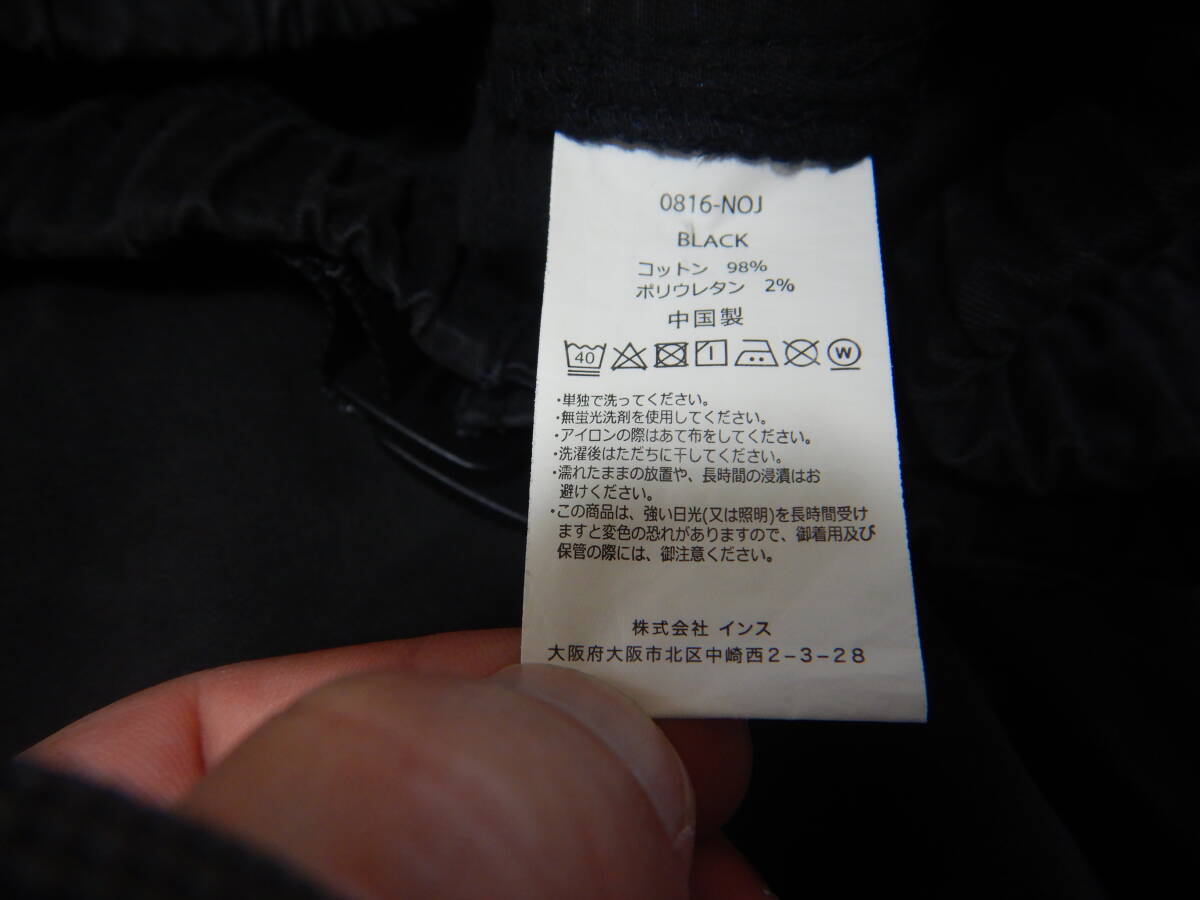 0816-NOJ
BLACK
コットン 98%
ポリウレタン 2%
中国製
40 W
・単独で洗ってください。
・無蛍光洗剤を使用してください。
・アイロンの際はあて布をしてください。
・洗濯後はただちに干してください。
・濡れたままの放置や、長時間の浸漬はお
避けください。
・この商品は、強い日光(又は照明)を長時間受け
ますと変色の恐れがありますので、御着用及び
保管の際には、御注意ください。
株式会社 インス
大阪府大阪市北区中崎西2-3-28